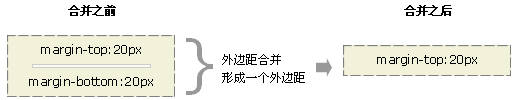 合并之前
合并之后
margin-top:20px
margin-bottom:20px
外边距合并
形成一个外边距
margin-top:20px